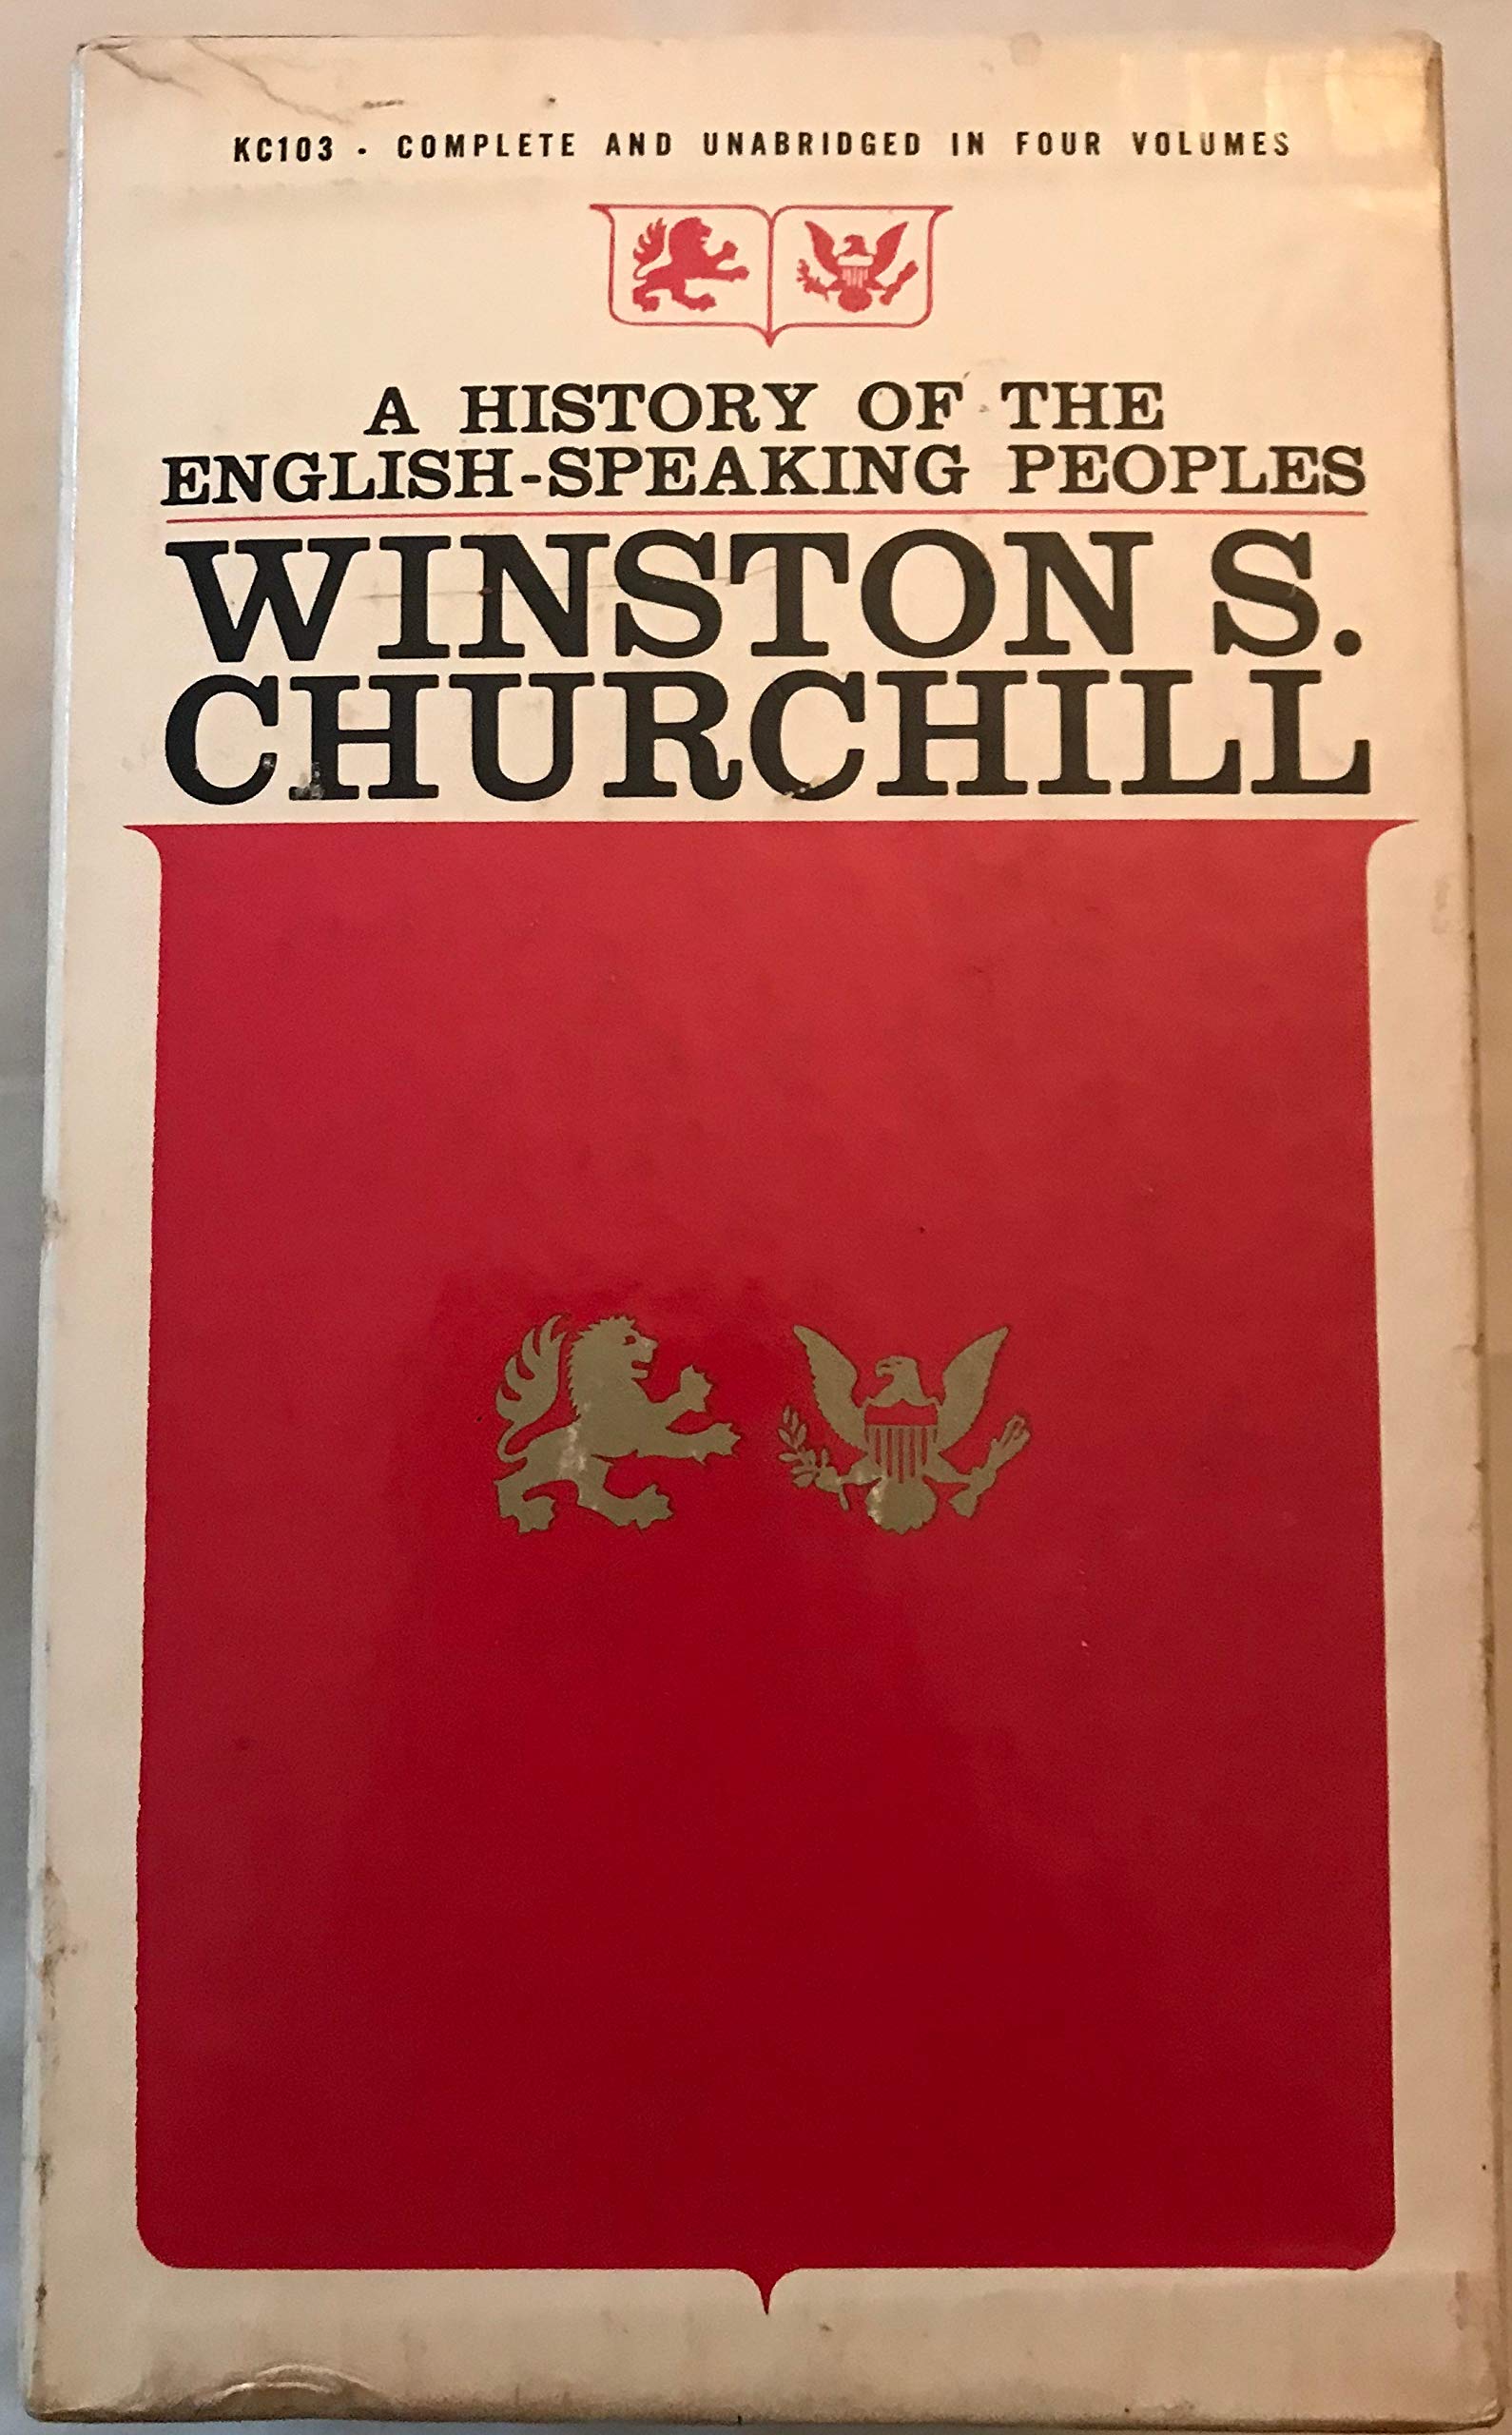 KC103 · COMPLETE AND UNABRIDGED IN FOUR VOLUMES
A HISTORY OF THE
ENGLISH-SPEAKING PEOPLES
WINSTON S.
CHURCHILL